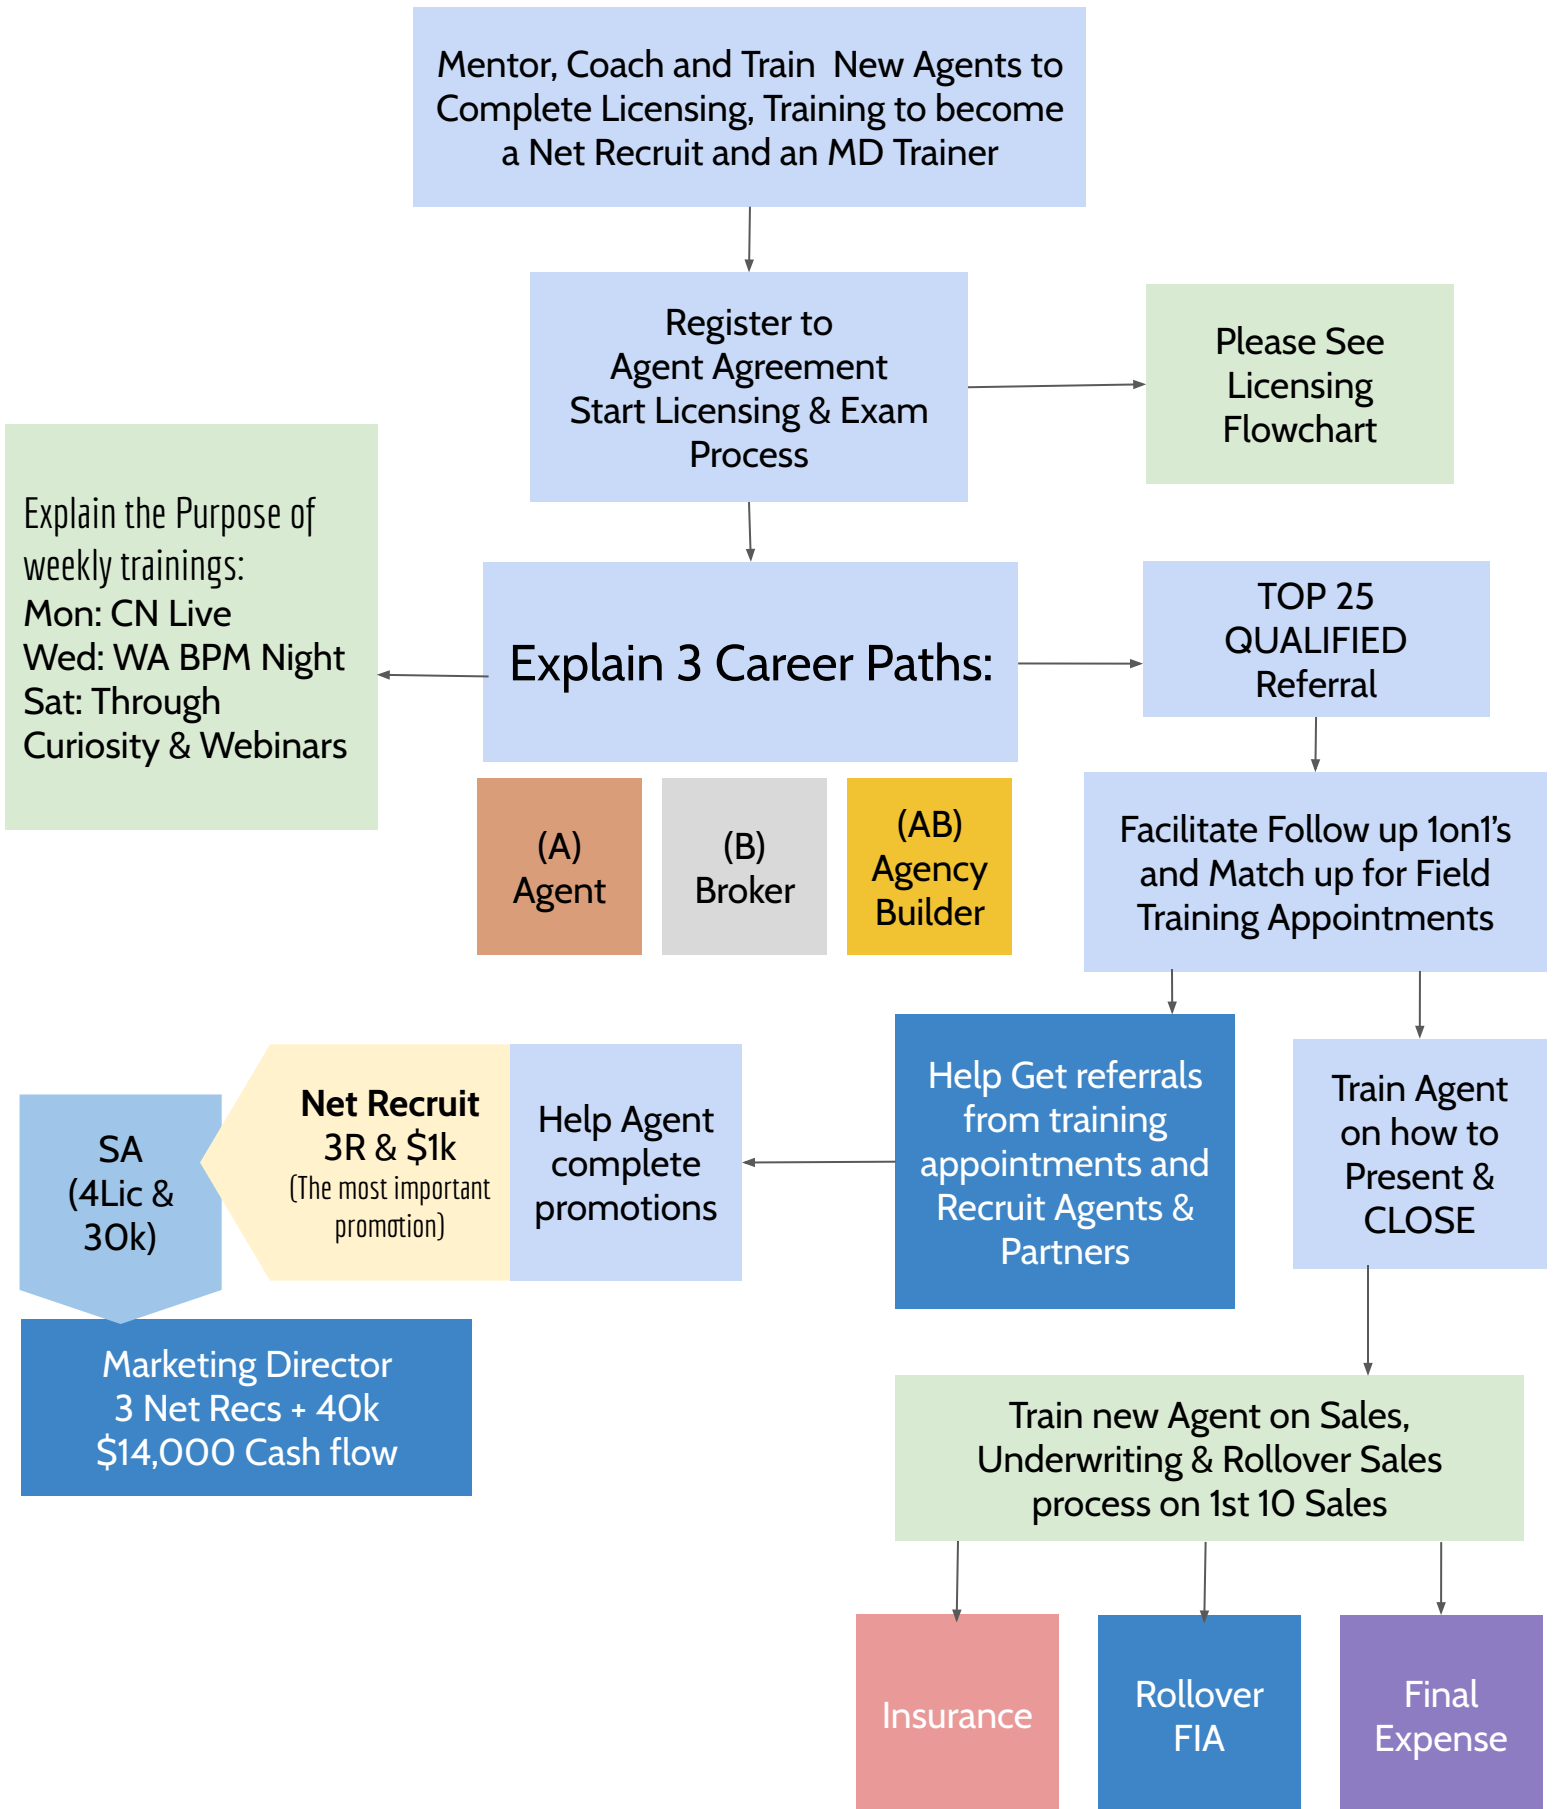 Mentor, Coach and Train  New Agents to
Complete Licensing, Training to become
a Net Recruit and an MD Trainer
Register to
Agent Agreement
Start Licensing & Exam
Process
Please See
Licensing
Flowchart
Explain the Purpose of
weekly trainings:
Mon: CN Live
Wed: WA BPM Night
Sat: Through
Curiosity & Webinars
Explain 3 Career Paths:
TOP 25
QUALIFIED
Referral
(A)
Agent
(B)
Broker
(AB)
Agency
Builder
Facilitate Follow up 1on1's
and Match up for Field
Training Appointments
Help Get referrals
from training
appointments and
Recruit Agents &
Partners
Train Agent
on how to
Present &
CLOSE
Help Agent
complete
promotions
Net Recruit
3R & $1k
(The most important
promation)
SA
(4Lic &
30k)
Marketing Director
3 Net Recs + 40k
$14,000 Cash flow
Train new Agent on Sales,
Underwriting & Rollover Sales
process on 1st 10 Sales
Insurance
Rollover
FIA
Final
Expense